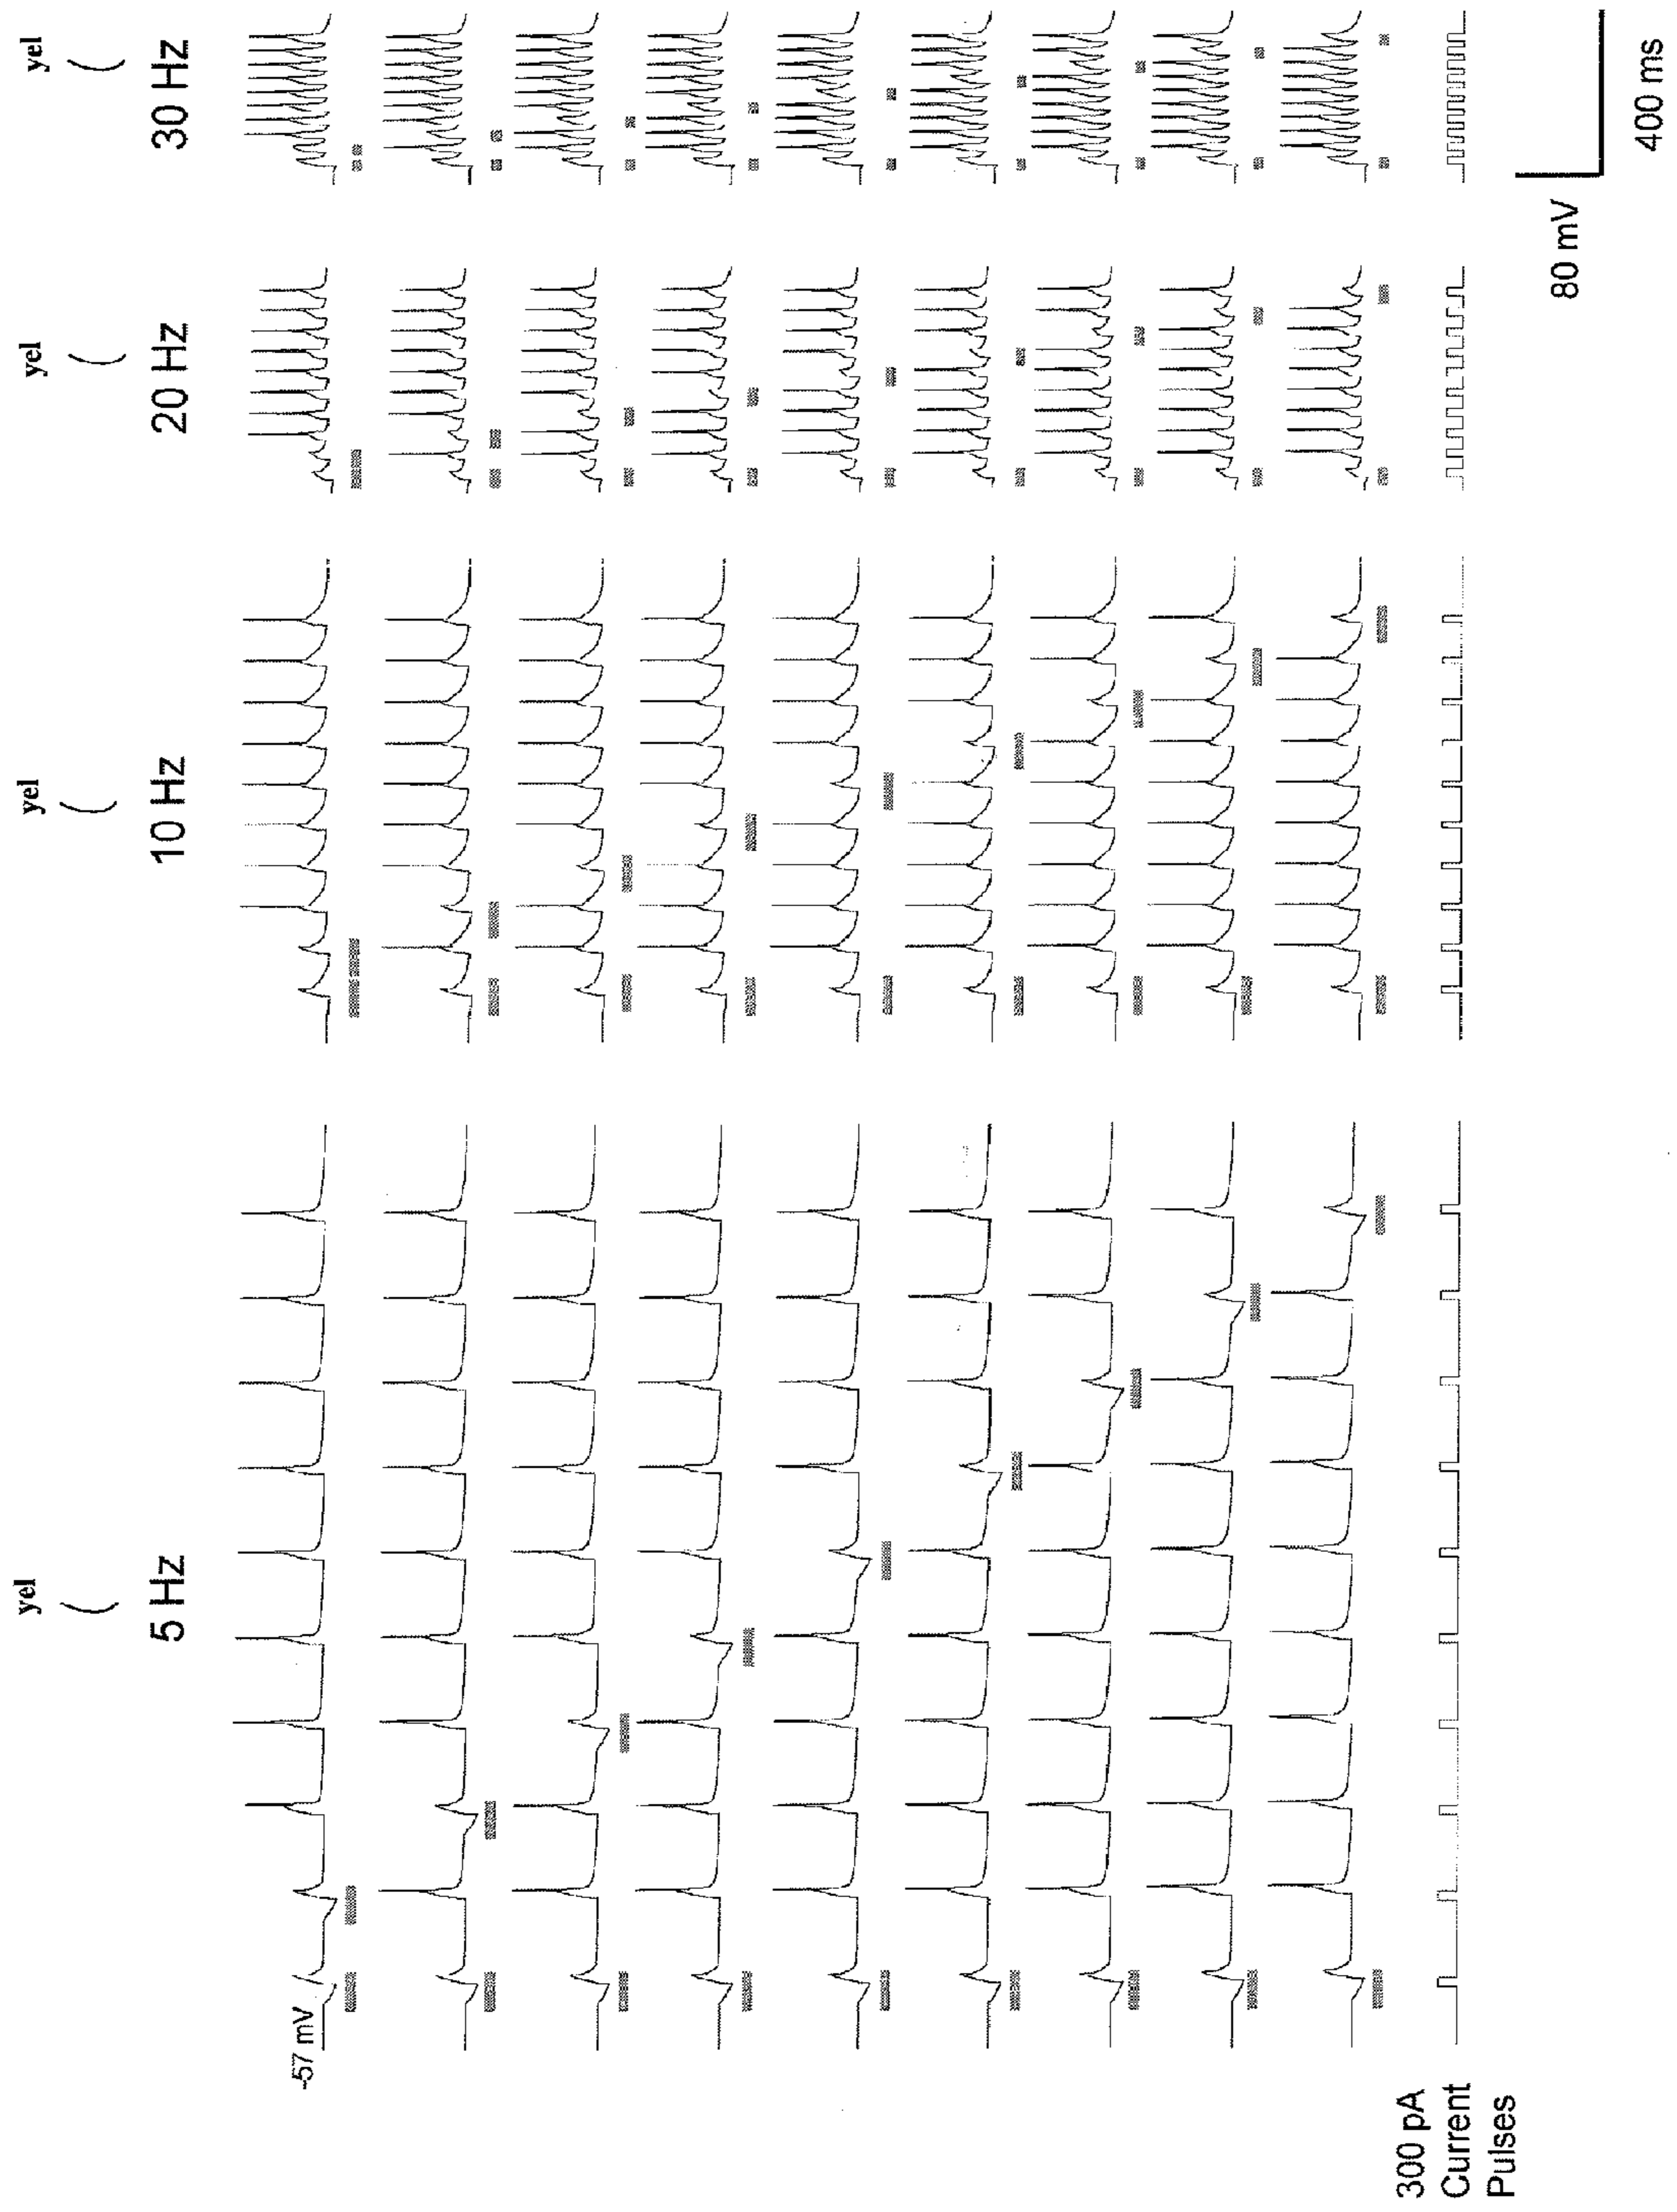 yel
5 Hz
yel
10 Hz
yel
20 Hz
yel
30 Hz
-57 mV
300 pA
Current
Pulses
80 mV
400 ms